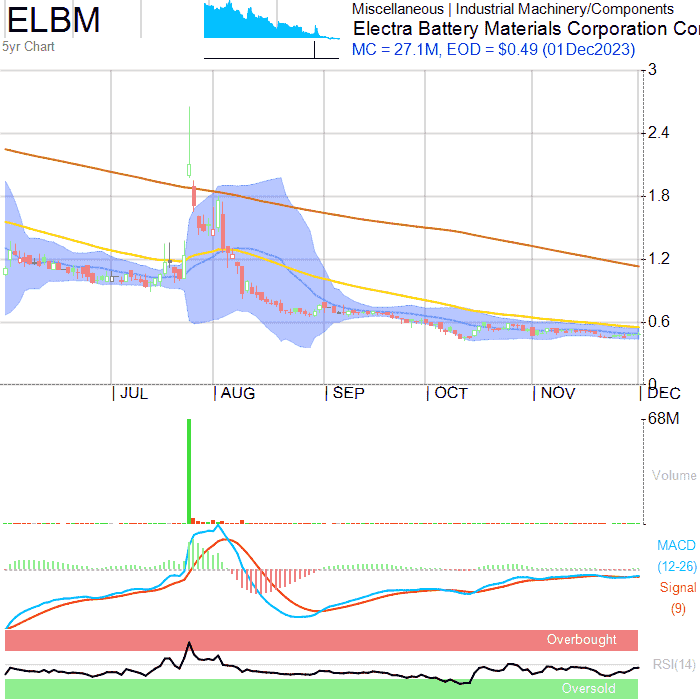 ELBM
5yr Chart
Miscellaneous | Industrial Machinery/Components
Electra Battery Materials Corporation Co
MC = 27.1M, EOD = $0.49 (01Dec2023)
3
2.4
1.8
1.2
0.6
0
| JUL | AUG | SEP | OCT | NOV | DEC
68M
Volume
MACD
(12-26)
Signal
(9)
Overbought
RSI(14)
Oversold